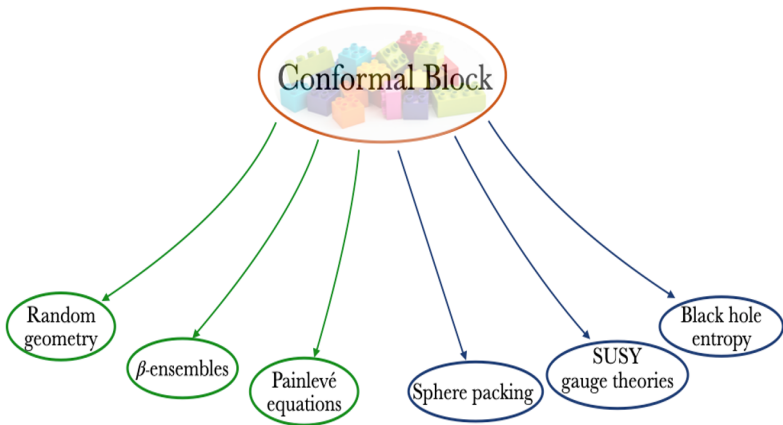 Conformal Block
Random
geometry
β-ensembles
Painlevé
equations
Sphere packing
SUSY
gauge theories
Black hole
entropy